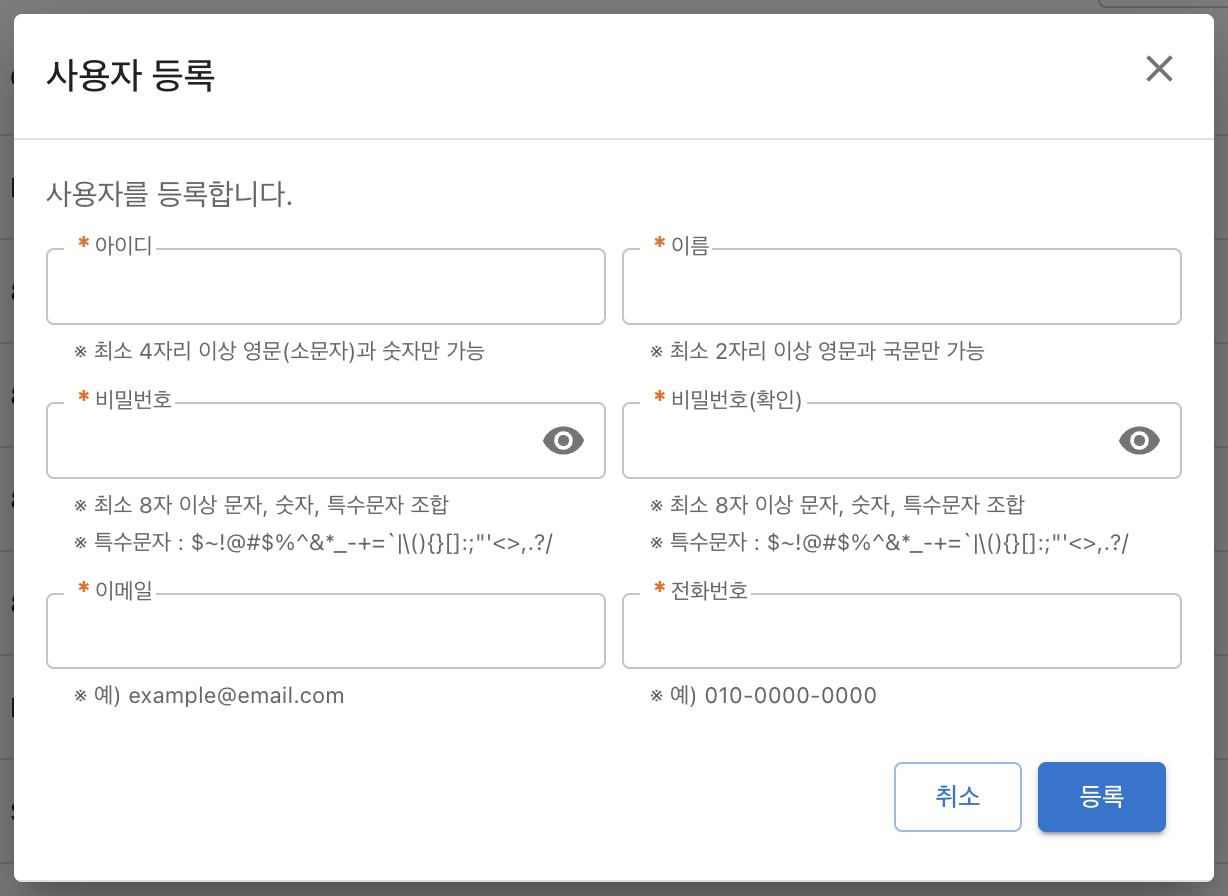 사용자 등록
사용자를 등록합니다.
* 아이디
* 이름
※ 최소 4자리 이상 영문(소문자)과 숫자만 가능
※ 최소 2자리 이상 영문과 국문만 가능
* 비밀번호
* 비밀번호(확인)
※ 최소 8자 이상 문자, 숫자, 특수문자 조합
※ 특수문자 : $~!@#$%^&*_-+=`|\(){}[]:;"'<>,.?/
※ 최소 8자 이상 문자, 숫자, 특수문자 조합
※ 특수문자 : $~!@#$%^&*_-+=`|\(){}[]:;"'<>,.?/
* 이메일
* 전화번호
※ 예) example@email.com
※ 예) 010-0000-0000
취소
등록